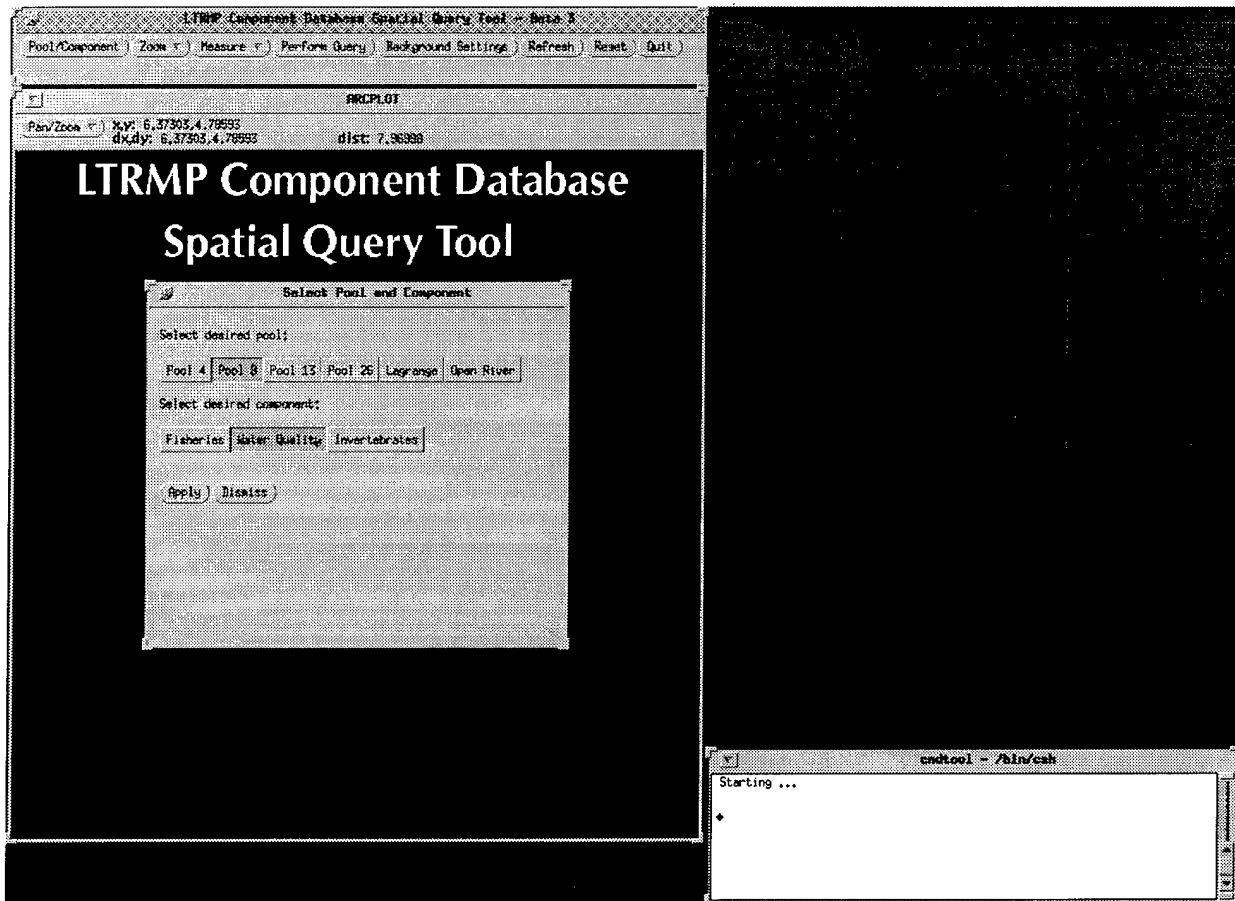 LTRMP Component Database Spatial Query Tool - Beta 3
Pool/Component Zoom Measure Perform Query Background Settings Refresh Reset Quit
ARCPLOT
Pan/Zoom x,y: 6.37303,4.78593
dx,dy: 6.37303,4.78593 dist: 7.96998
LTRMP Component Database
Spatial Query Tool
Select Pool and Component
Select desired pool:
Pool 4 Pool 8 Pool 13 Pool 26 Lagrange Open River
Select desired component:
Fisheries Water Quality Invertebrates
Apply Dismiss
cmdtool - /bin/csh
Starting ...